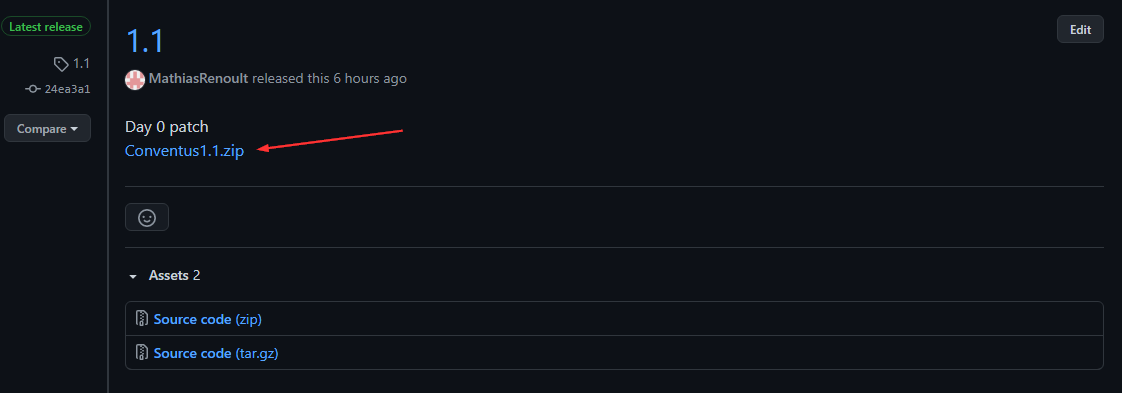 Latest release
1.1
24ea3a1
Compare
1.1
Edit
MathiasRenoult released this 6 hours ago
Day 0 patch
Conventus1.1.zip
Assets 2
Source code (zip)
Source code (tar.gz)